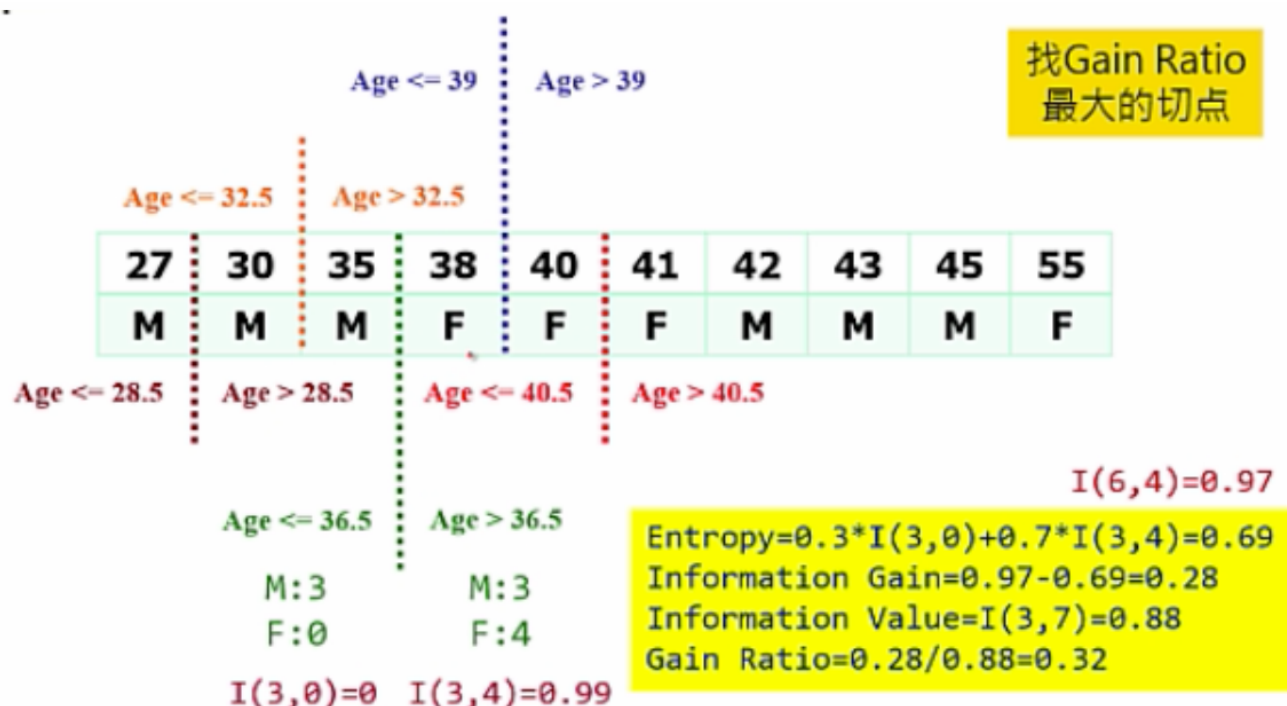 Age <= 39 Age > 39
找Gain Ratio
最大的切点
Age <= 32.5 Age > 32.5
27 30 35 38 40 41 42 43 45 55
M M M F F F M M M F
Age <= 28.5 Age > 28.5 Age <= 40.5 Age > 40.5
I(6,4)=0.97
Age <= 36.5 Age > 36.5
M:3 M:3
F:0 F:4
I(3,0)=0 I(3,4)=0.99
Entropy=0.3*I(3,0)+0.7*I(3,4)=0.69
Information Gain=0.97-0.69=0.28
Information Value=I(3,7)=0.88
Gain Ratio=0.28/0.88=0.32